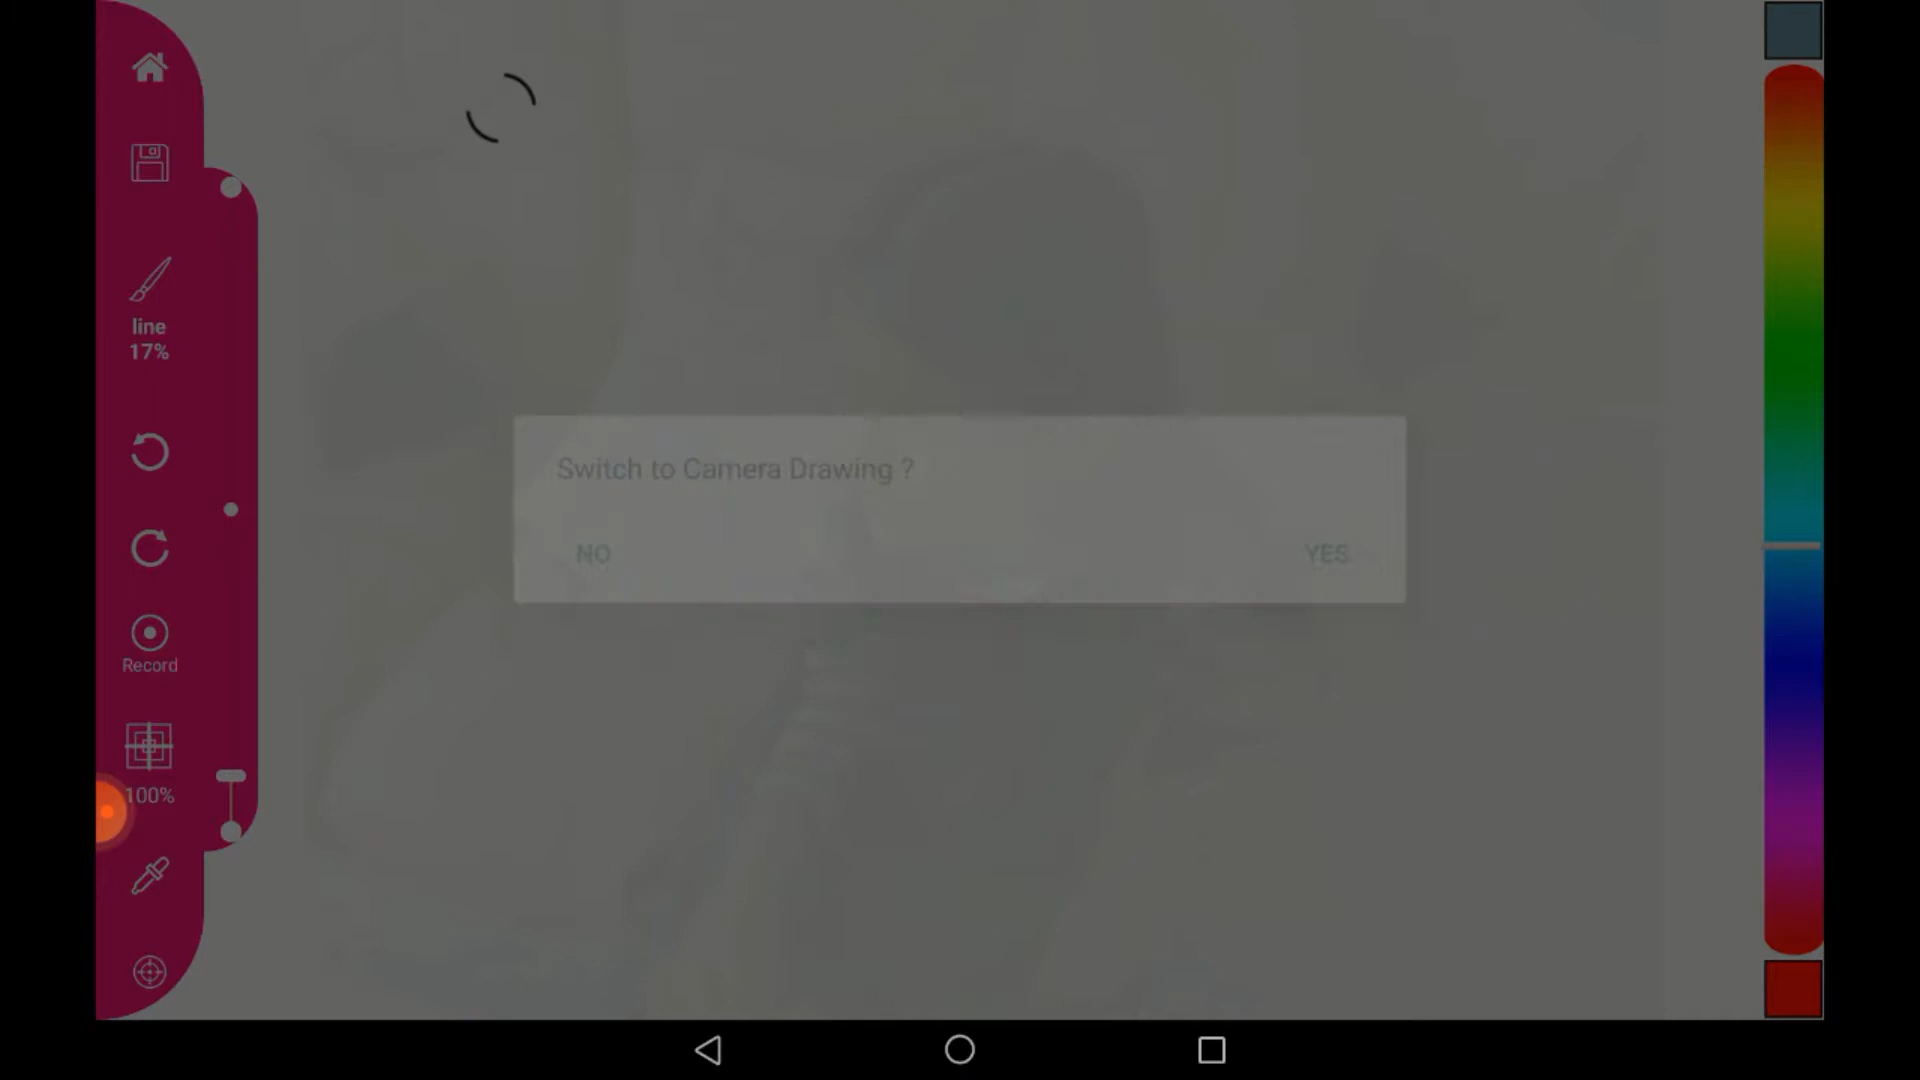 line
17%
Record
100%
Switch to Camera Drawing ?
NO
YES